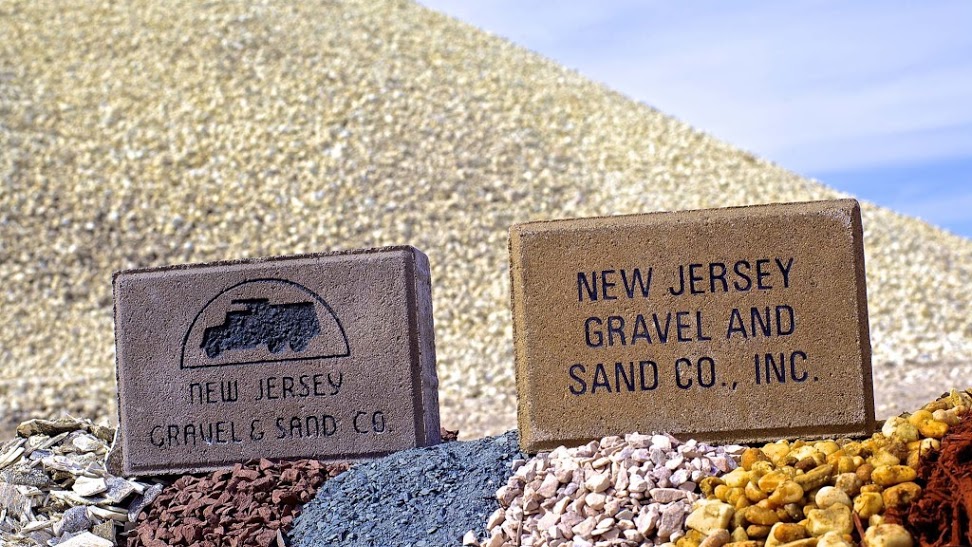 NEW JERSEY
GRAVEL & SAND CO.
NEW JERSEY
GRAVEL AND
SAND CO., INC.